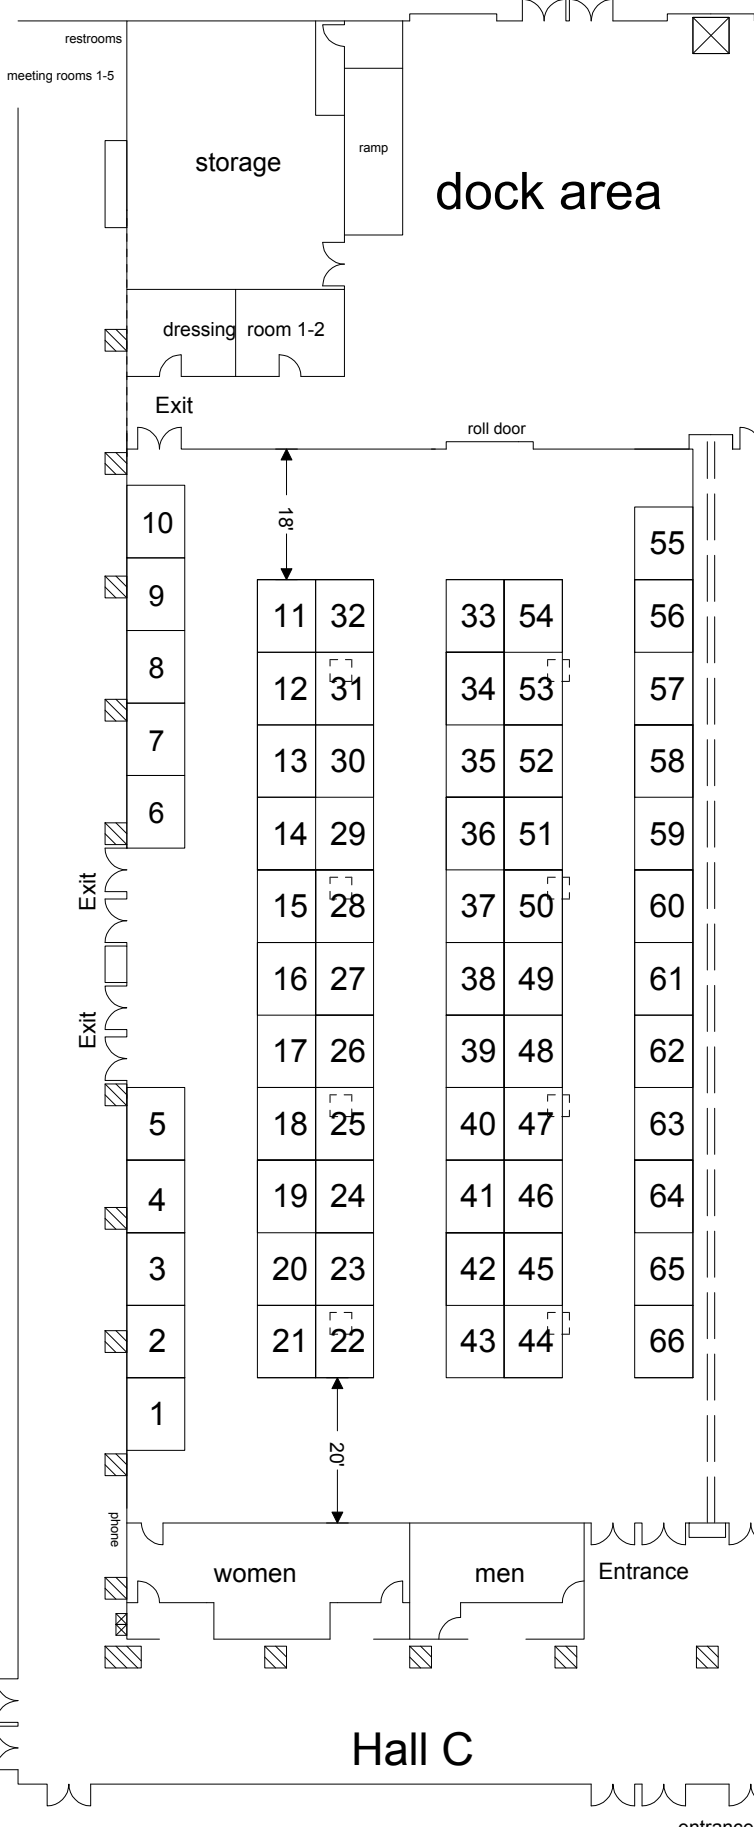 restrooms
meeting rooms 1-5
storage
ramp
dock area
dressing room 1-2
Exit
roll door
18'
10
55
9
11 32 33 54 56
8
12 31 34 53 57
7
13 30 35 52 58
6
14 29 36 51 59
Exit
15 28 37 50 60
16 27 38 49 61
Exit
17 26 39 48 62
5
18 25 40 47 63
4
19 24 41 46 64
3
20 23 42 45 65
2
21 22 43 44 66
1
20'
phone
women
men
Entrance
Hall C
entrance